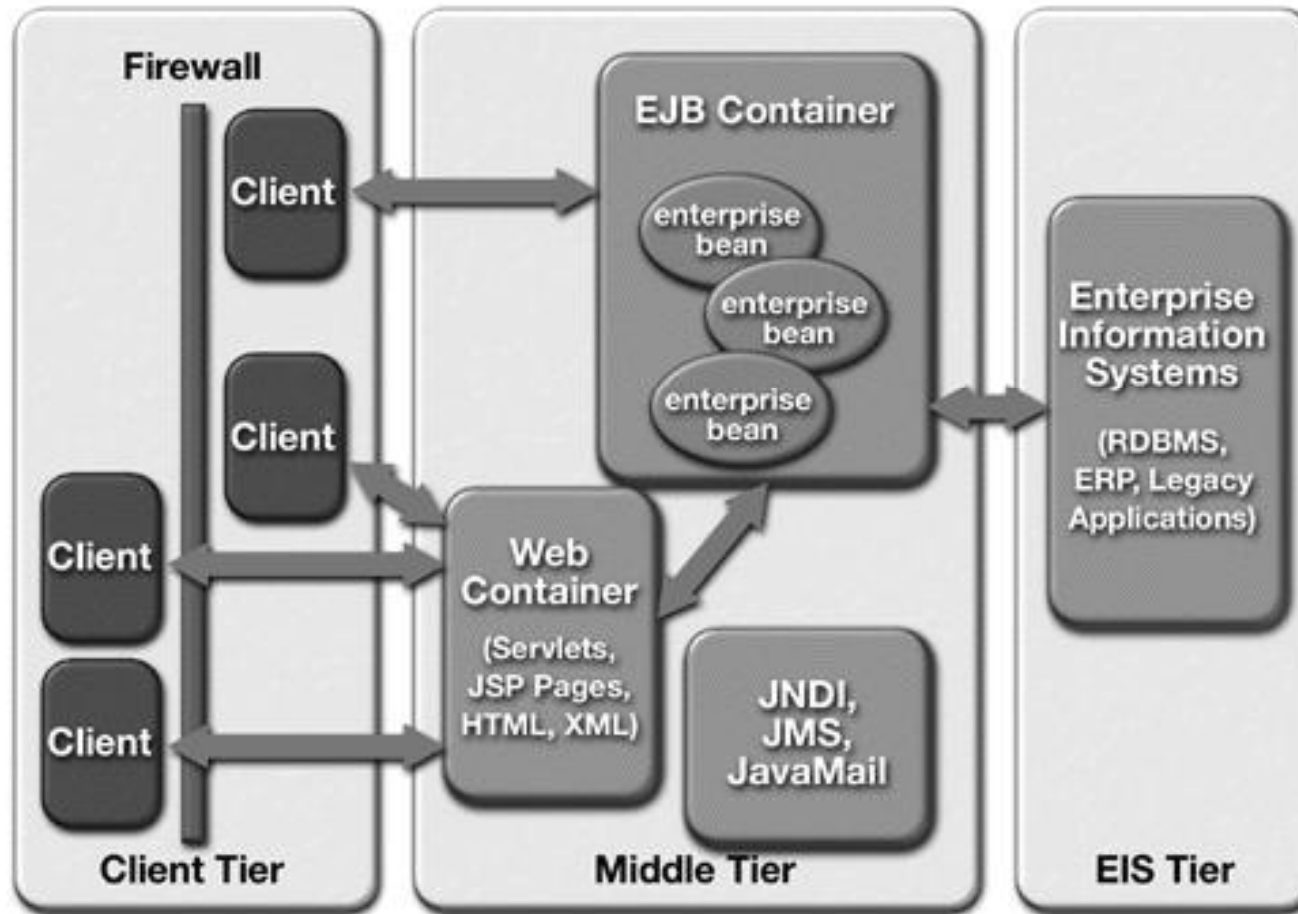 Firewall
Client
Client
Client
Client
Client Tier
EJB Container
enterprise
bean
enterprise
bean
enterprise
bean
Web
Container
(Servlets,
JSP Pages,
HTML, XML)
JNDI,
JMS,
JavaMail
Middle Tier
Enterprise
Information
Systems
(RDBMS,
ERP, Legacy
Applications)
EIS Tier